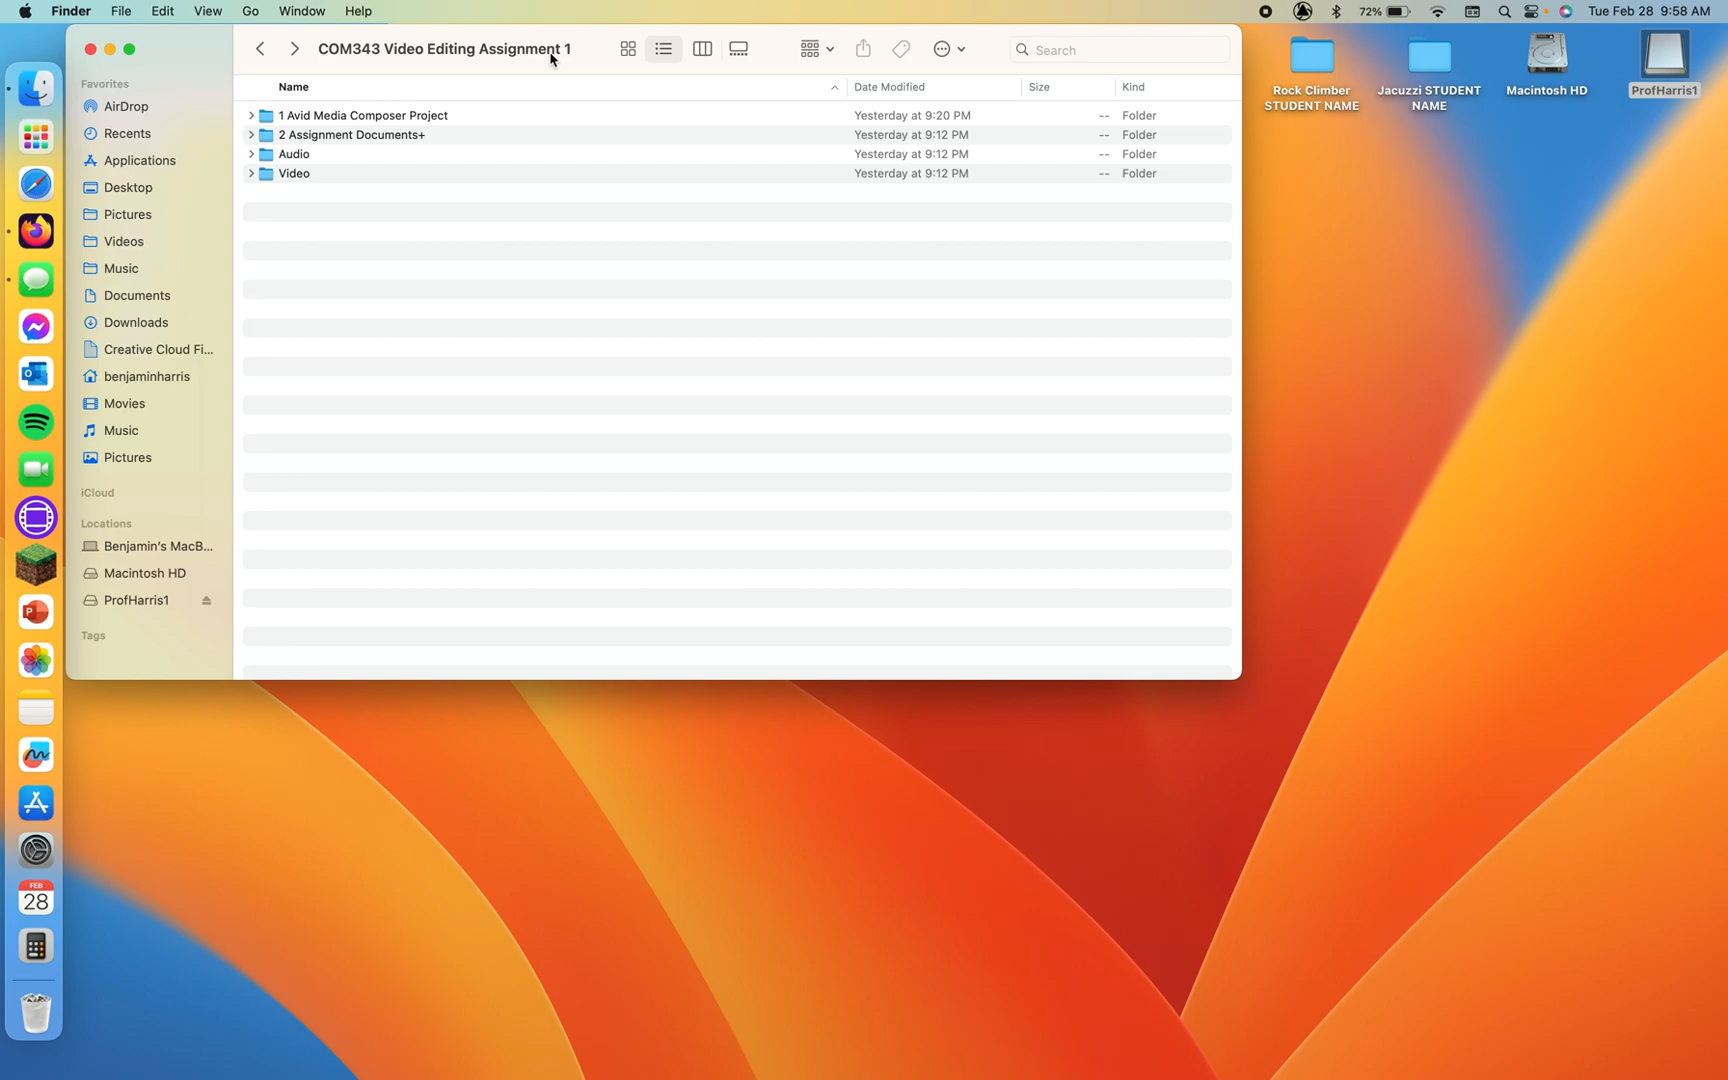 Finder File Edit View Go Window Help 72% Tue Feb 28 9:58 AM
COM343 Video Editing Assignment 1
Search
Favorites
AirDrop
Recents
Applications
Desktop
Pictures
Videos
Music
Documents
Downloads
Creative Cloud Fi...
benjaminharris
Movies
Music
Pictures
iCloud
Locations
Benjamin's MacB...
Macintosh HD
ProfHarris1
Tags
Name Date Modified Size Kind
1 Avid Media Composer Project Yesterday at 9:20 PM -- Folder
2 Assignment Documents+ Yesterday at 9:12 PM -- Folder
Audio Yesterday at 9:12 PM -- Folder
Video Yesterday at 9:12 PM -- Folder
Rock Climber
STUDENT NAME
Jacuzzi STUDENT
NAME
Macintosh HD
ProfHarris1
FEB
28